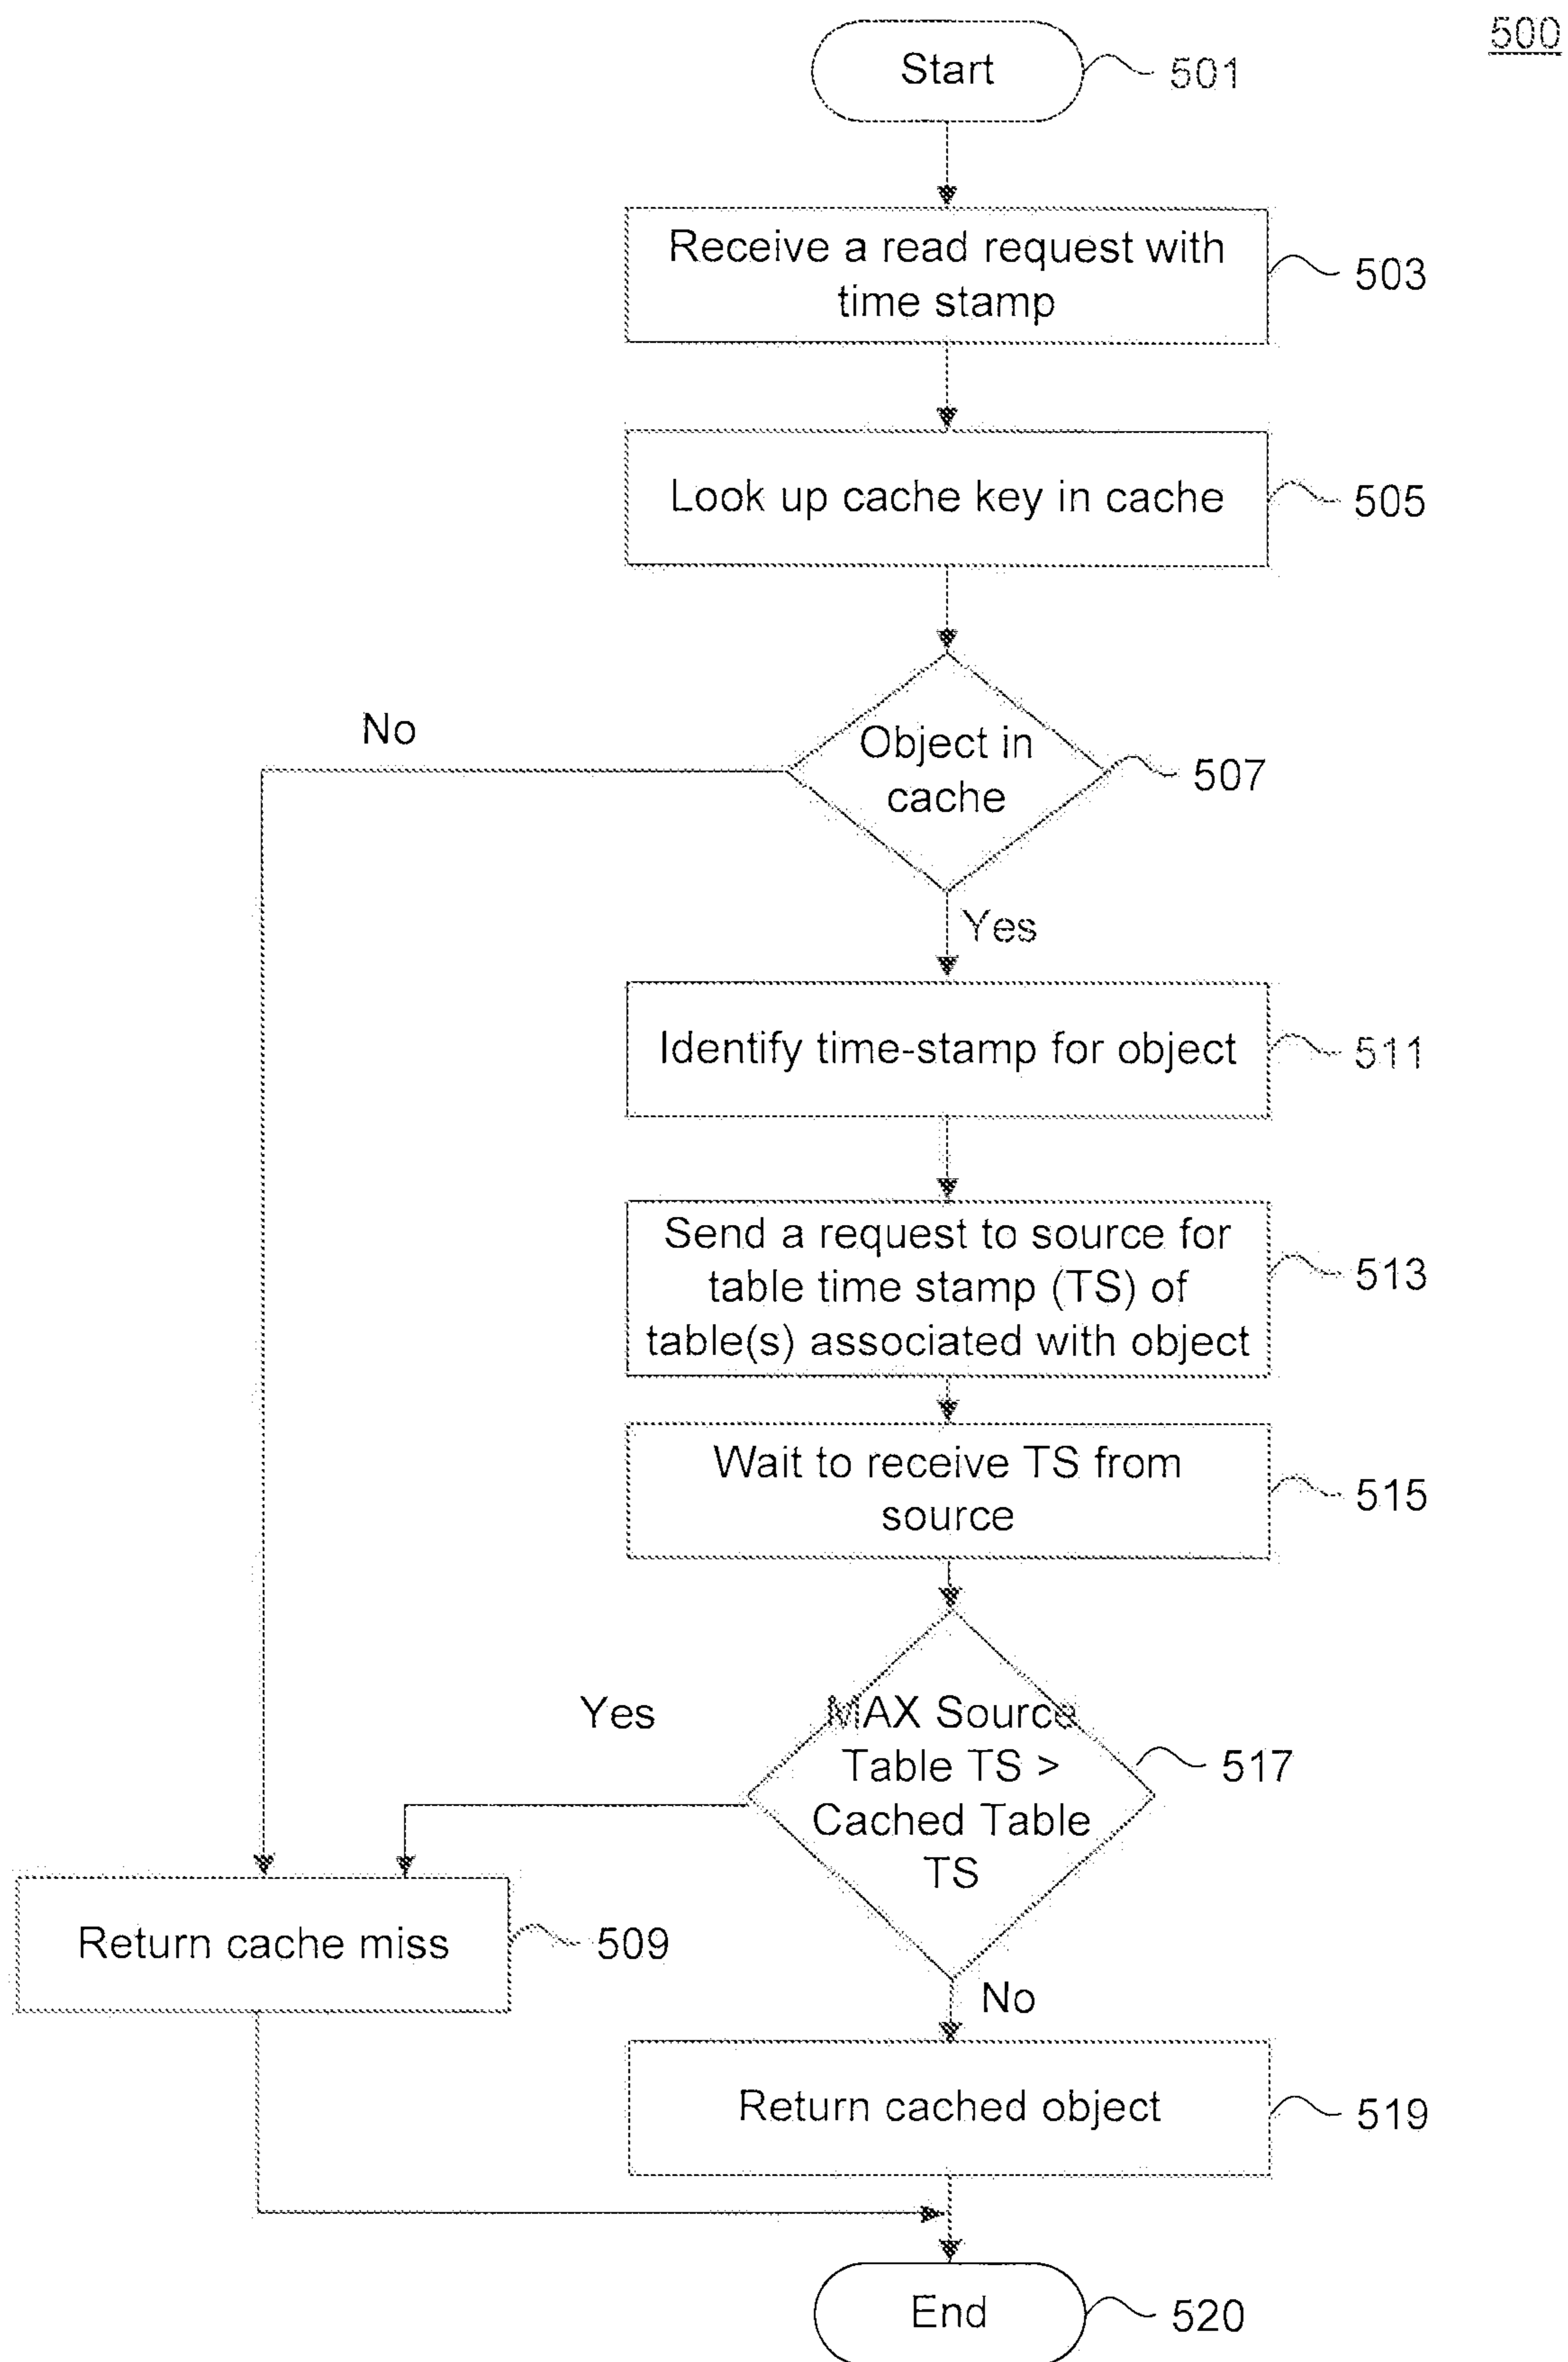 500
Start
501
Receive a read request with
time stamp
503
Look up cache key in cache
505
Object in
cache
507
No
Yes
Identify time-stamp for object
511
Send a request to source for
table time stamp (TS) of
table(s) associated with object
513
Wait to receive TS from
source
515
MAX Source
Table TS >
Cached Table
TS
517
Yes
Return cache miss
509
No
Return cached object
519
End
520